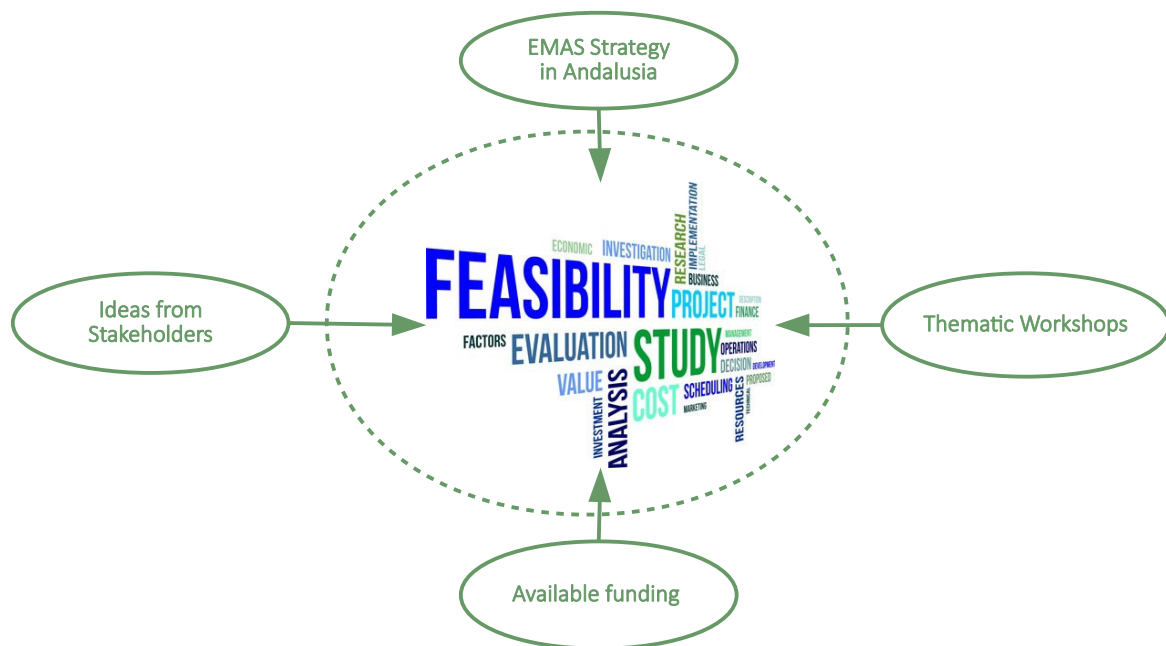 EMAS Strategy
in Andalusia
Ideas from
Stakeholders
ECONOMIC
INVESTIGATION
RESEARCH
IMPLEMENTATION
LEGAL
BUSINESS
FEASIBILITY
PROJECT
DESCRIPTION
FINANCE
FACTORS
EVALUATION
STUDY
MANAGEMENT
OPERATIONS
DECISION
DEVELOPMENT
VALUE
ANALYSIS
INVESTMENT
COST
SCHEDULING
MARKETING
RESOURCES
TECHNICAL
PROPOSED
Thematic Workshops
Available funding